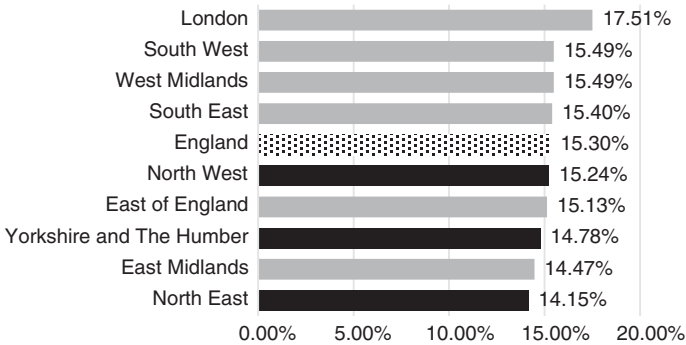 London 17.51%
South West 15.49%
West Midlands 15.49%
South East 15.40%
England 15.30%
North West 15.24%
East of England 15.13%
Yorkshire and The Humber 14.78%
East Midlands 14.47%
North East 14.15%
0.00% 5.00% 10.00% 15.00% 20.00%